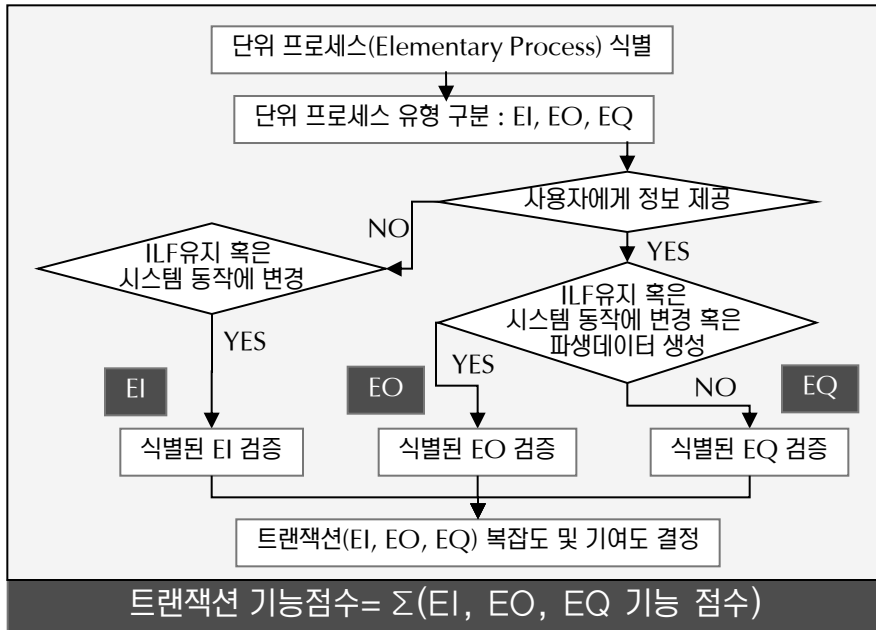 단위 프로세스(Elementary Process) 식별
단위 프로세스 유형 구분 : EI, EO, EQ
사용자에게 정보 제공
NO
YES
ILF유지 혹은
시스템 동작에 변경
ILF유지 혹은
시스템 동작에 변경 혹은
파생데이터 생성
YES
YES
NO
EI
EO
EQ
식별된 EI 검증
식별된 EO 검증
식별된 EQ 검증
트랜잭션(EI, EO, EQ) 복잡도 및 기여도 결정
트랜잭션 기능점수= Σ(EI, EO, EQ 기능 점수)